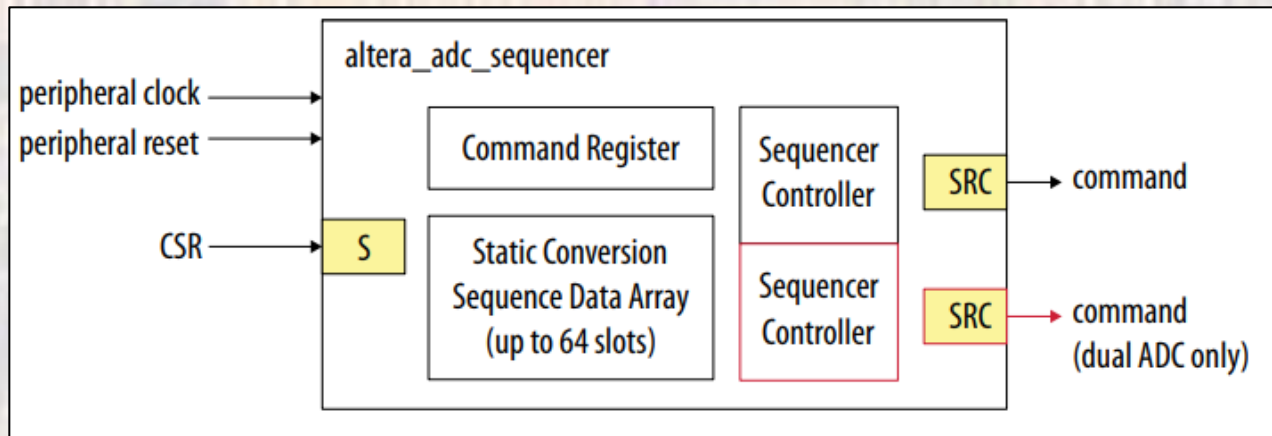 altera_adc_sequencer
peripheral clock
peripheral reset
CSR
S
Command Register
Static Conversion
Sequence Data Array
(up to 64 slots)
Sequencer
Controller
Sequencer
Controller
SRC
command
SRC
command
(dual ADC only)